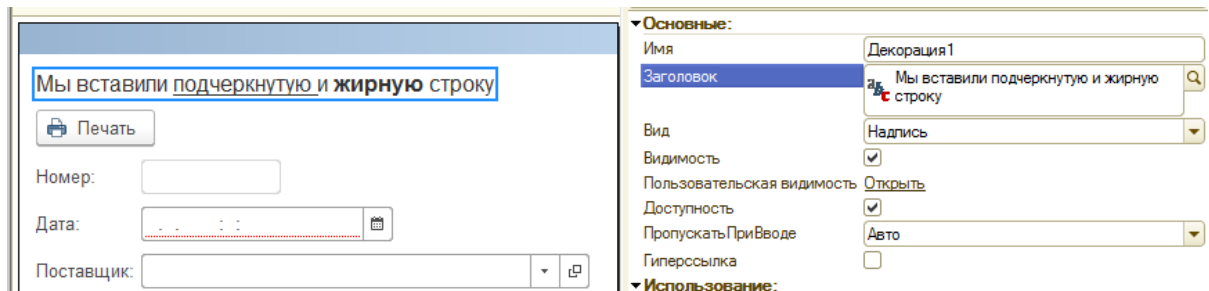 Мы вставили подчеркнутую и жирную строку
Печать
Номер:
Дата:
Поставщик:
Основные:
Имя
Декорация1
Заголовок
Мы вставили подчеркнутую и жирную
строку
Вид
Надпись
Видимость
Пользовательская видимость Открыть
Доступность
ПропускатьПриВводе
Авто
Гиперссылка
Использование: